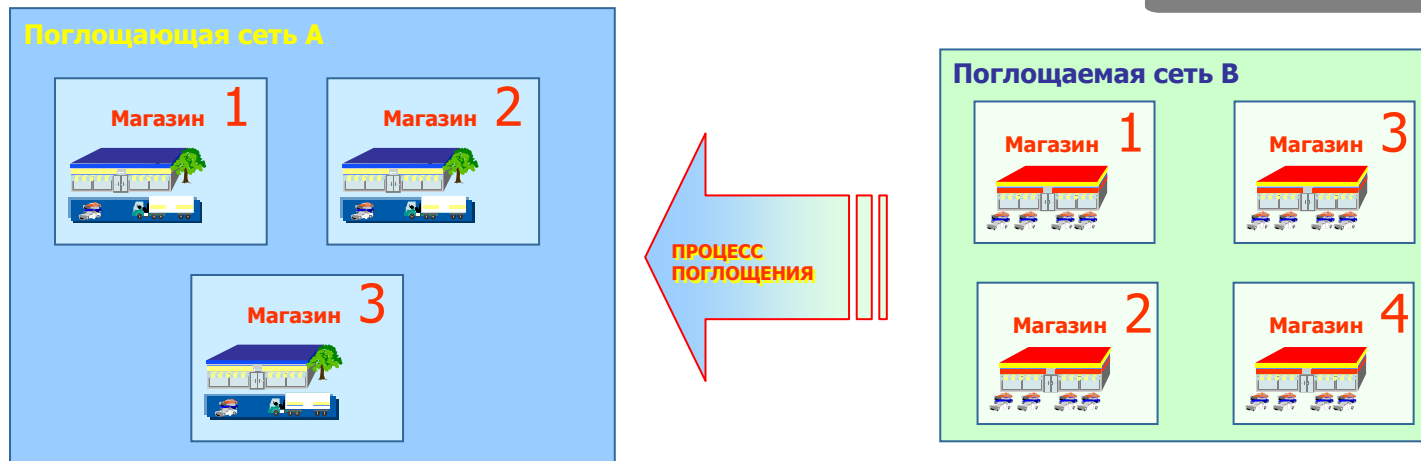 Поглощающая сеть А
Магазин 1
Магазин 2
Магазин 3
ПРОЦЕСС
ПОГЛОЩЕНИЯ
Поглощаемая сеть В
Магазин 1
Магазин 3
Магазин 2
Магазин 4